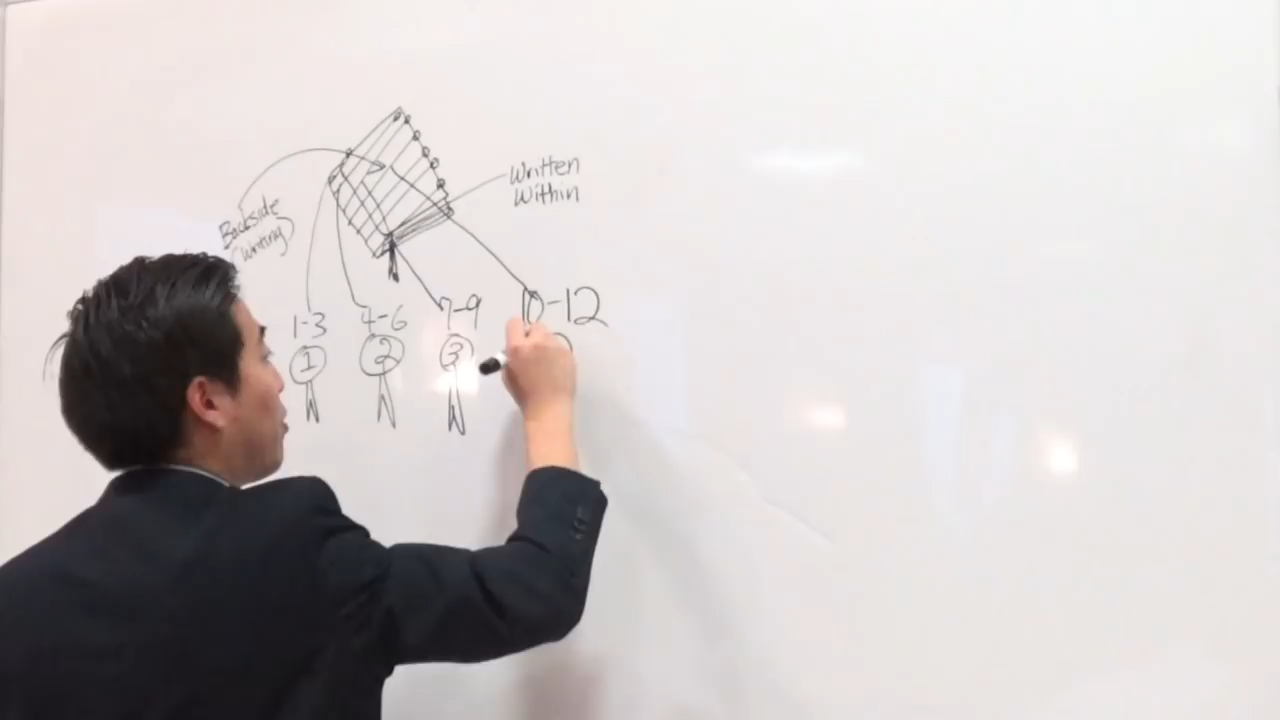 Written
Within
Backside
(Writing)
1-3 4-6 7-9 10-12
1 2 3